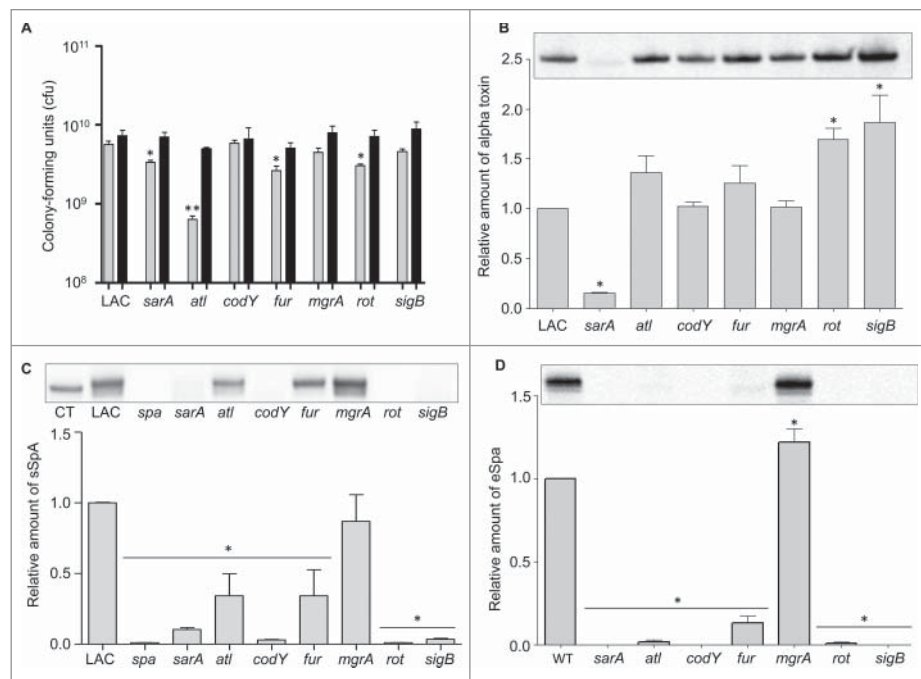 A
Colony-forming units (cfu)
10¹¹
10¹⁰
10⁹
10⁸
*
**
*
*
LAC sarA atl codY fur mgrA rot sigB
B
Relative amount of alpha toxin
2.5
2.0
1.5
1.0
0.5
0.0
*
*
*
LAC sarA atl codY fur mgrA rot sigB
C
CT LAC spa sarA atl codY fur mgrA rot sigB
Relative amount of sSpA
1.5
1.0
0.5
0.0
*
*
LAC spa sarA atl codY fur mgrA rot sigB
D
Relative amount of eSpa
1.5
1.0
0.5
0.0
*
*
*
WT sarA atl codY fur mgrA rot sigB